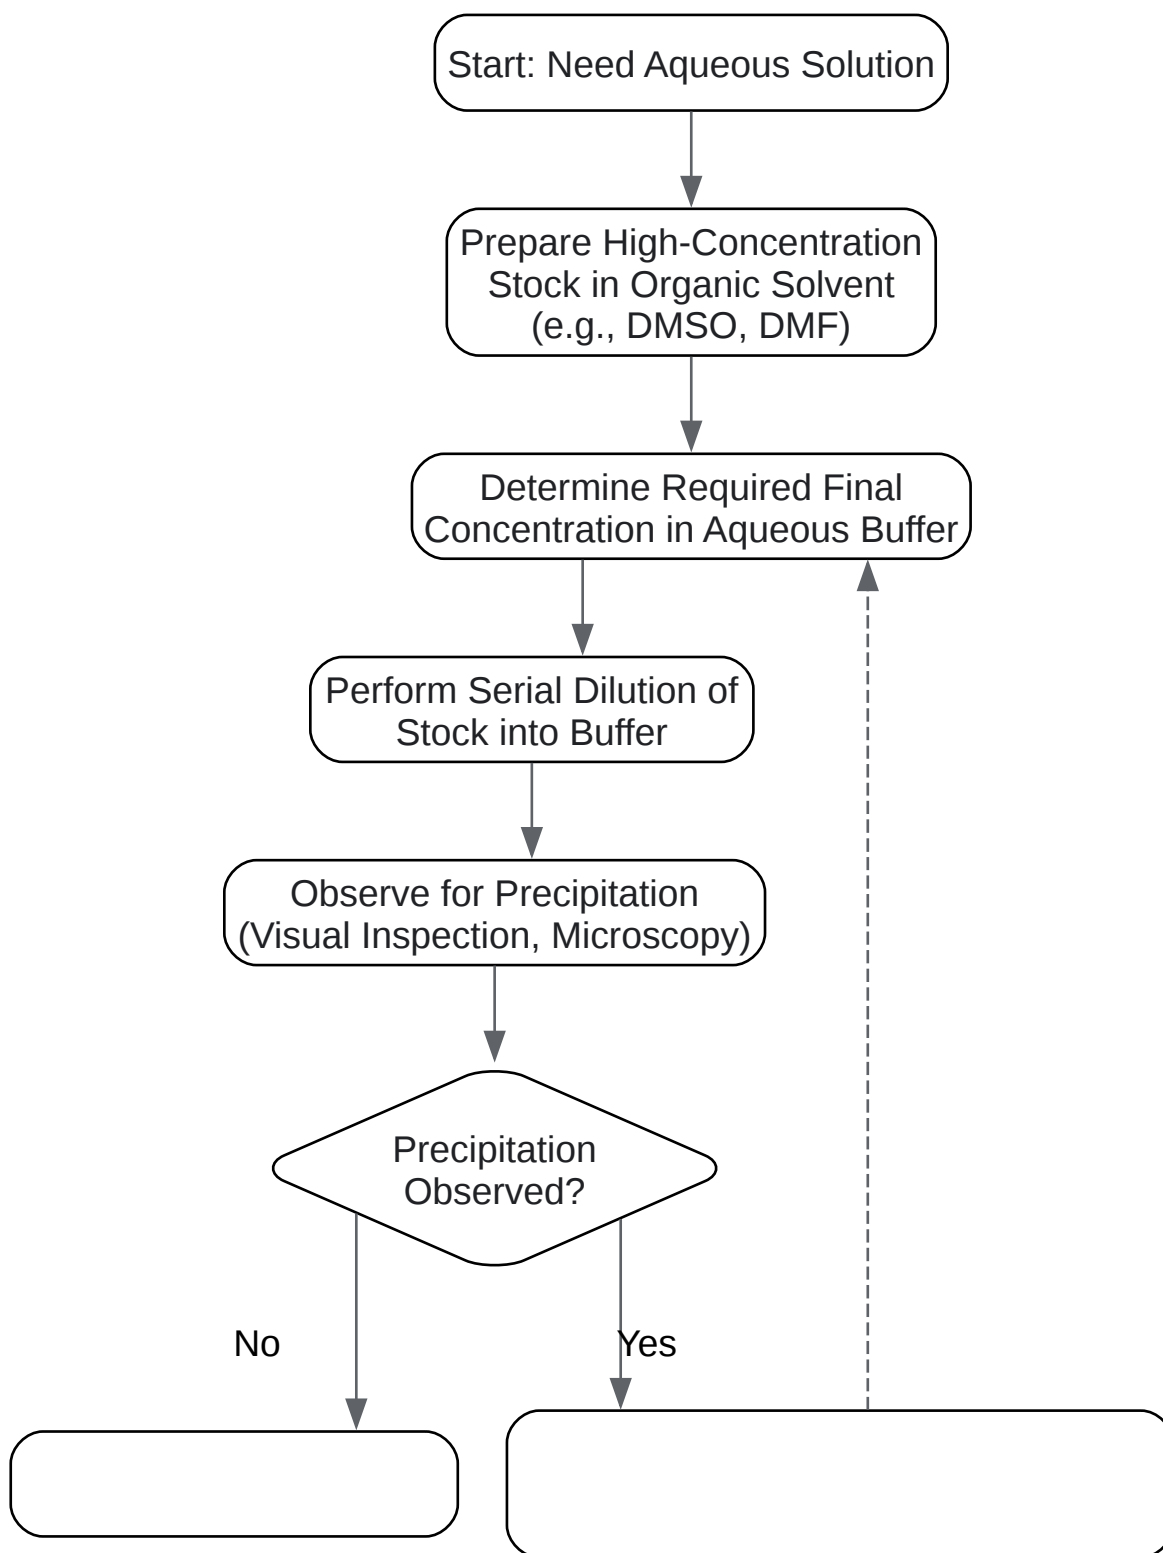 Start: Need Aqueous Solution
Prepare High-Concentration
Stock in Organic Solvent
(e.g., DMSO, DMF)
Determine Required Final
Concentration in Aqueous Buffer
Perform Serial Dilution of
Stock into Buffer
Observe for Precipitation
(Visual Inspection, Microscopy)
Precipitation
Observed?
No
Yes